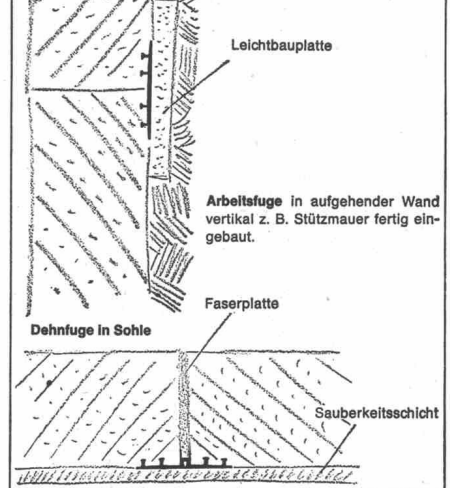 Leichtbauplatte
Arbeitsfuge in aufgehender Wand
vertikal z. B. Stützmauer fertig ein-
gebaut.
Faserplatte
Dehnfuge in Sohle
Sauberkeitsschicht